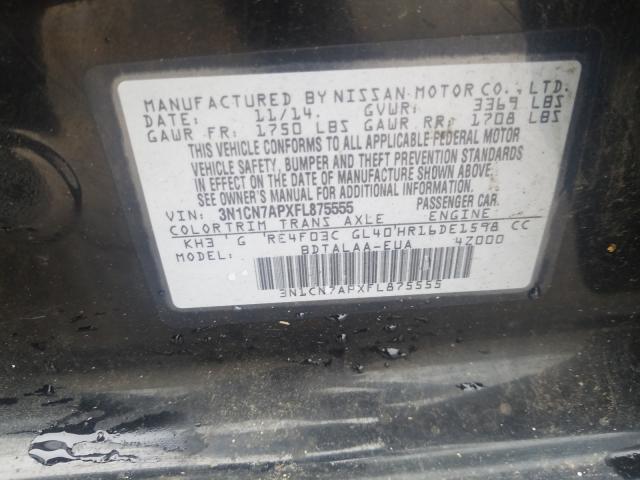 MANUFACTURED BY NISSAN MOTOR CO., LTD.
DATE: 11/14. GVWR: 3369 LBS
GAWR FR: 1750 LBS GAWR RR: 1708 LBS
THIS VEHICLE CONFORMS TO ALL APPLICABLE FEDERAL MOTOR
VEHICLE SAFETY, BUMPER AND THEFT PREVENTION STANDARDS
IN EFFECT ON THE DATE OF MANUFACTURE SHOWN ABOVE.
SEE OWNER'S MANUAL FOR ADDITIONAL INFORMATION.
VIN: 3N1CN7APXFL875555 PASSENGER CAR
COLOR TRIM TRANS AXLE ENGINE
KH3 G RE4F03C GL40 HR16DE1598 CC
BDTALAA-EUA 4Z000
3N1CN7APXFL875555
MODEL